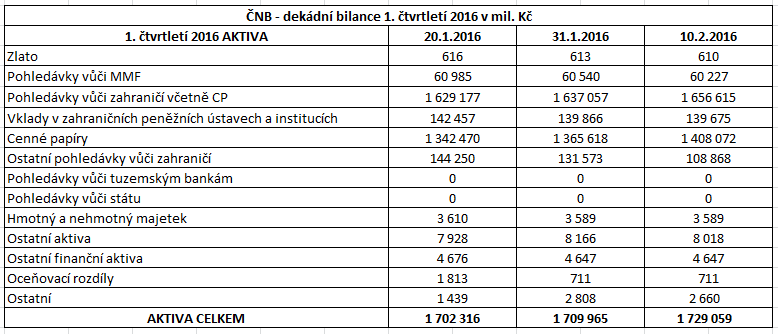 ČNB - dekádní bilance 1. čtvrtletí 2016 v mil. Kč
1. čtvrtletí 2016 AKTIVA 20.1.2016 31.1.2016 10.2.2016
Zlato 616 613 610
Pohledávky vůči MMF 60 985 60 540 60 227
Pohledávky vůči zahraničí včetně CP 1 629 177 1 637 057 1 656 615
Vklady v zahraničních peněžních ústavech a institucích 142 457 139 866 139 675
Cenné papíry 1 342 470 1 365 618 1 408 072
Ostatní pohledávky vůči zahraničí 144 250 131 573 108 868
Pohledávky vůči tuzemským bankám 0 0 0
Pohledávky vůči státu 0 0 0
Hmotný a nehmotný majetek 3 610 3 589 3 589
Ostatní aktiva 7 928 8 166 8 018
Ostatní finanční aktiva 4 676 4 647 4 647
Oceňovací rozdíly 1 813 711 711
Ostatní 1 439 2 808 2 660
AKTIVA CELKEM 1 702 316 1 709 965 1 729 059